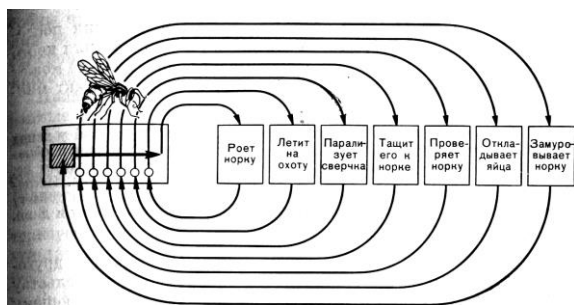 Роет
норку
Летит
на
охоту
Парали-
зует
сверчка
Тащит
его к
норке
Прове-
ряет
норку
Откла-
дывает
яйца
Замуро-
вывает
норку